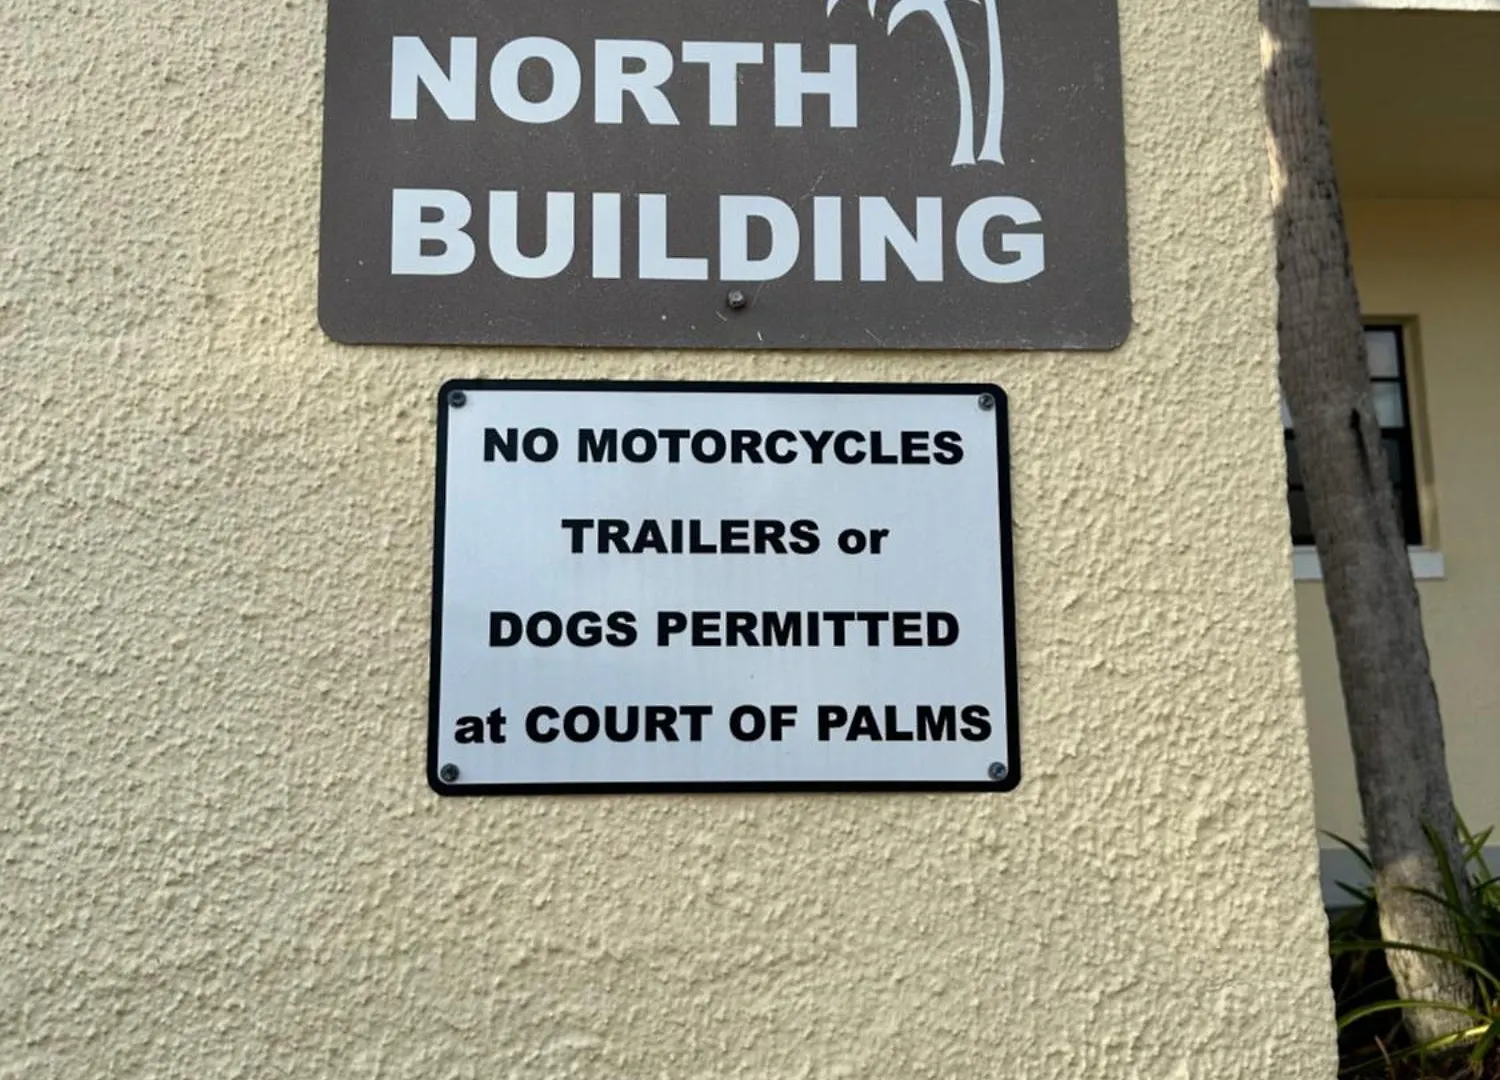 NORTH
BUILDING
NO MOTORCYCLES
TRAILERS or
DOGS PERMITTED
at COURT OF PALMS